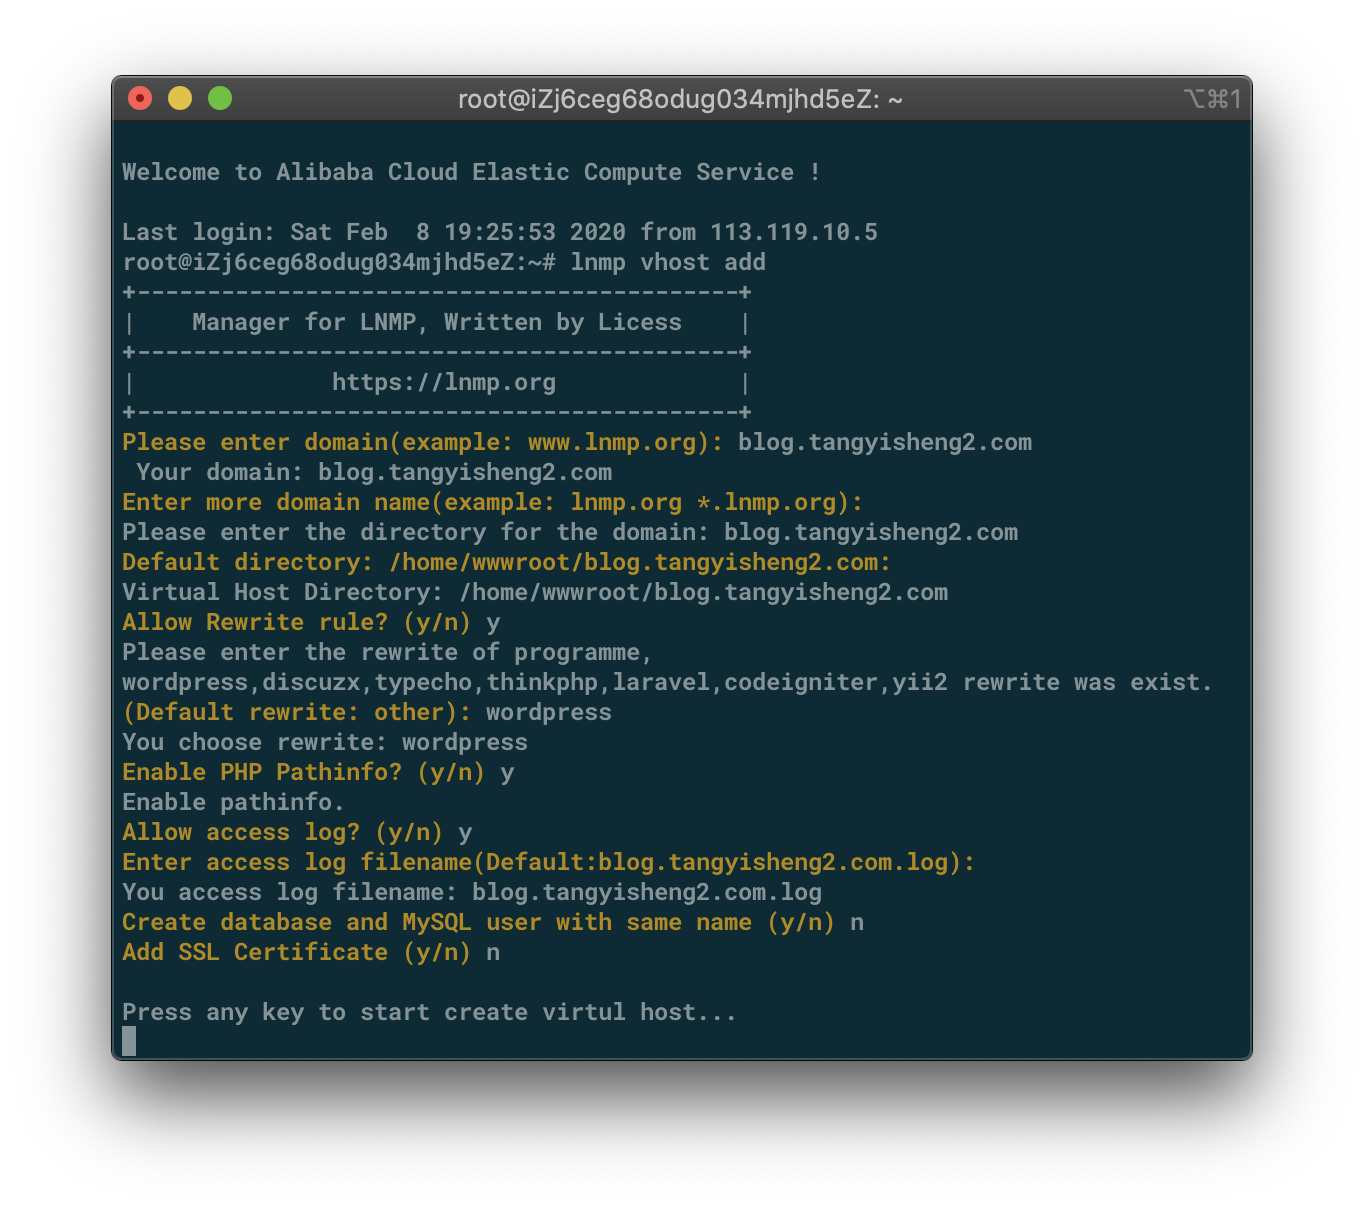 root@iZj6ceg68odug034mjhd5eZ: ~
⌥⌘1
Welcome to Alibaba Cloud Elastic Compute Service !
Last login: Sat Feb  8 19:25:53 2020 from 113.119.10.5
root@iZj6ceg68odug034mjhd5eZ:~# lnmp vhost add
+-------------------------------------------+
|    Manager for LNMP, Written by Licess    |
+-------------------------------------------+
|              https://lnmp.org             |
+-------------------------------------------+
Please enter domain(example: www.lnmp.org): blog.tangyisheng2.com
 Your domain: blog.tangyisheng2.com
Enter more domain name(example: lnmp.org *.lnmp.org):
Please enter the directory for the domain: blog.tangyisheng2.com
Default directory: /home/wwwroot/blog.tangyisheng2.com:
Virtual Host Directory: /home/wwwroot/blog.tangyisheng2.com
Allow Rewrite rule? (y/n) y
Please enter the rewrite of programme,
wordpress,discuzx,typecho,thinkphp,laravel,codeigniter,yii2 rewrite was exist.
(Default rewrite: other): wordpress
You choose rewrite: wordpress
Enable PHP Pathinfo? (y/n) y
Enable pathinfo.
Allow access log? (y/n) y
Enter access log filename(Default:blog.tangyisheng2.com.log):
You access log filename: blog.tangyisheng2.com.log
Create database and MySQL user with same name (y/n) n
Add SSL Certificate (y/n) n
Press any key to start create virtul host...